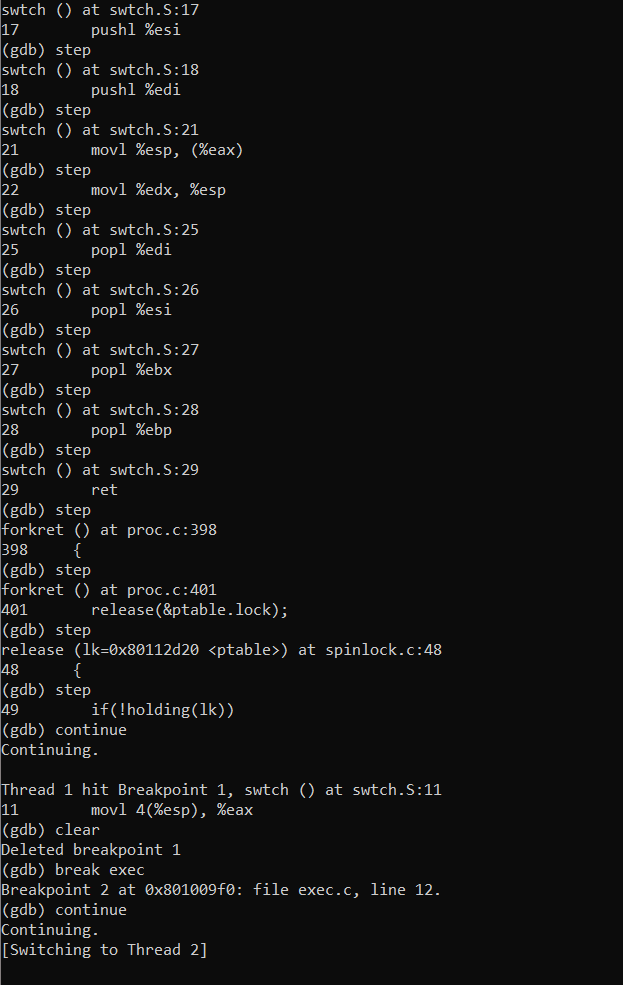 swtch () at swtch.S:17
17        pushl %esi
(gdb) step
swtch () at swtch.S:18
18        pushl %edi
(gdb) step
swtch () at swtch.S:21
21        movl %esp, (%eax)
(gdb) step
22        movl %edx, %esp
(gdb) step
swtch () at swtch.S:25
25        popl %edi
(gdb) step
swtch () at swtch.S:26
26        popl %esi
(gdb) step
swtch () at swtch.S:27
27        popl %ebx
(gdb) step
swtch () at swtch.S:28
28        popl %ebp
(gdb) step
swtch () at swtch.S:29
29        ret
(gdb) step
forkret () at proc.c:398
398     {
(gdb) step
forkret () at proc.c:401
401       release(&ptable.lock);
(gdb) step
release (lk=0x80112d20 <ptable>) at spinlock.c:48
48      {
(gdb) step
49        if(!holding(lk))
(gdb) continue
Continuing.

Thread 1 hit Breakpoint 1, swtch () at swtch.S:11
11        movl 4(%esp), %eax
(gdb) clear
Deleted breakpoint 1
(gdb) break exec
Breakpoint 2 at 0x801009f0: file exec.c, line 12.
(gdb) continue
Continuing.
[Switching to Thread 2]